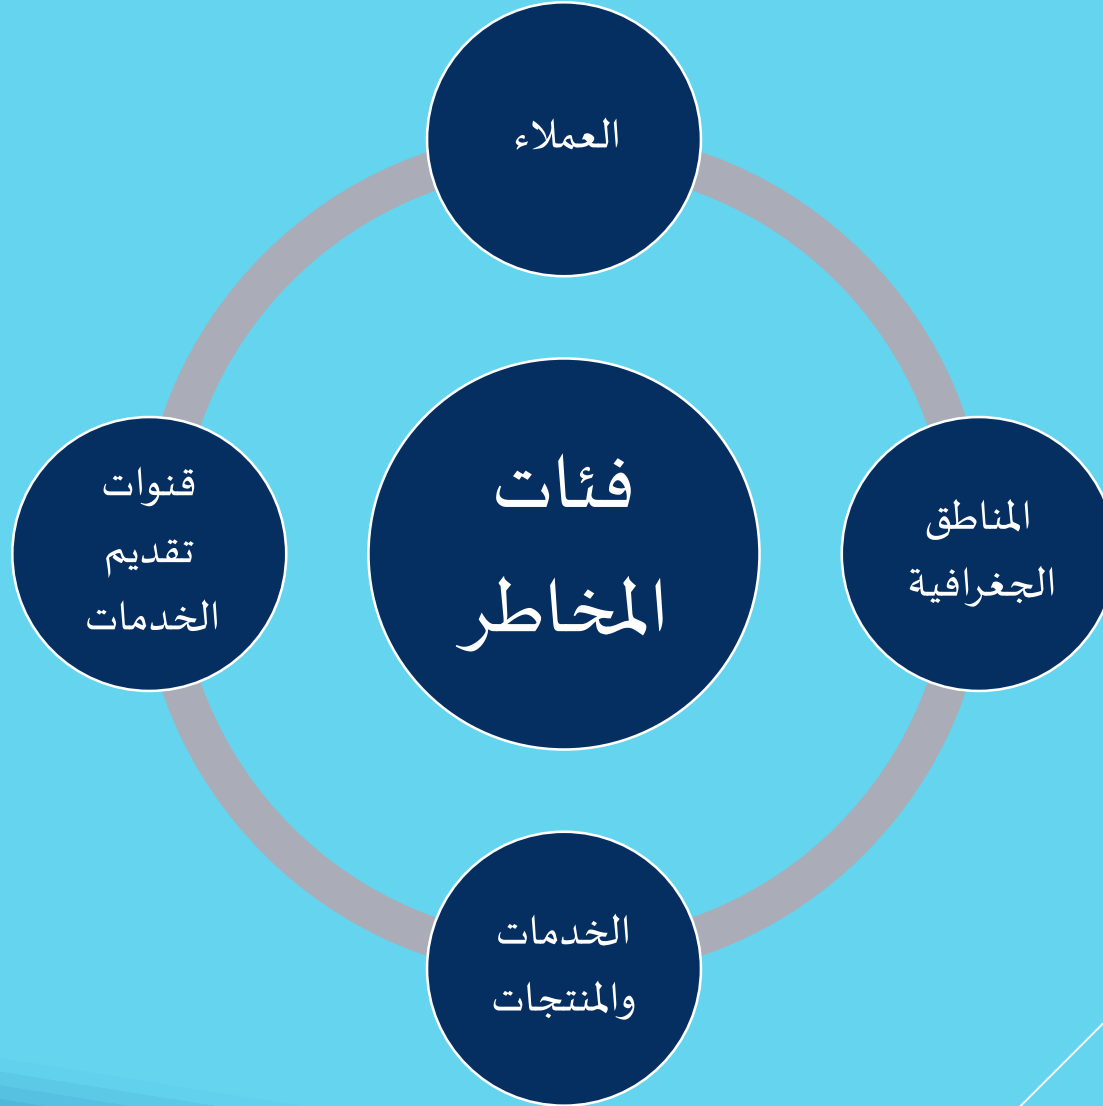 العملاء
فئات
المخاطر
المناطق
الجغرافية
الخدمات
والمنتجات
قنوات
تقديم
الخدمات